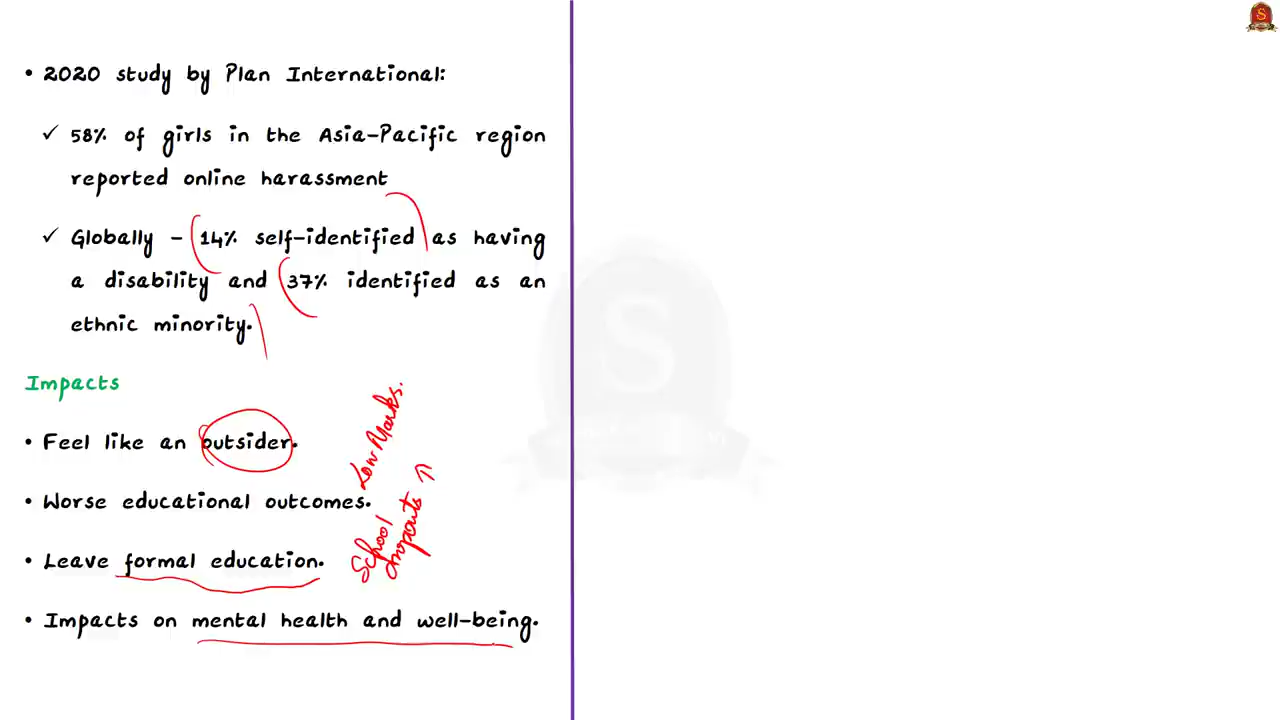 • 2020 study by Plan International:
✓ 58% of girls in the Asia-Pacific region
reported online harassment
✓ Globally - 14% self-identified as having
a disability and 37% identified as an
ethnic minority.
Impacts
• Feel like an outsider.
• Worse educational outcomes.
Low Marks.
• Leave formal education.
School
dropouts ↑
• Impacts on mental health and well-being.
S
S